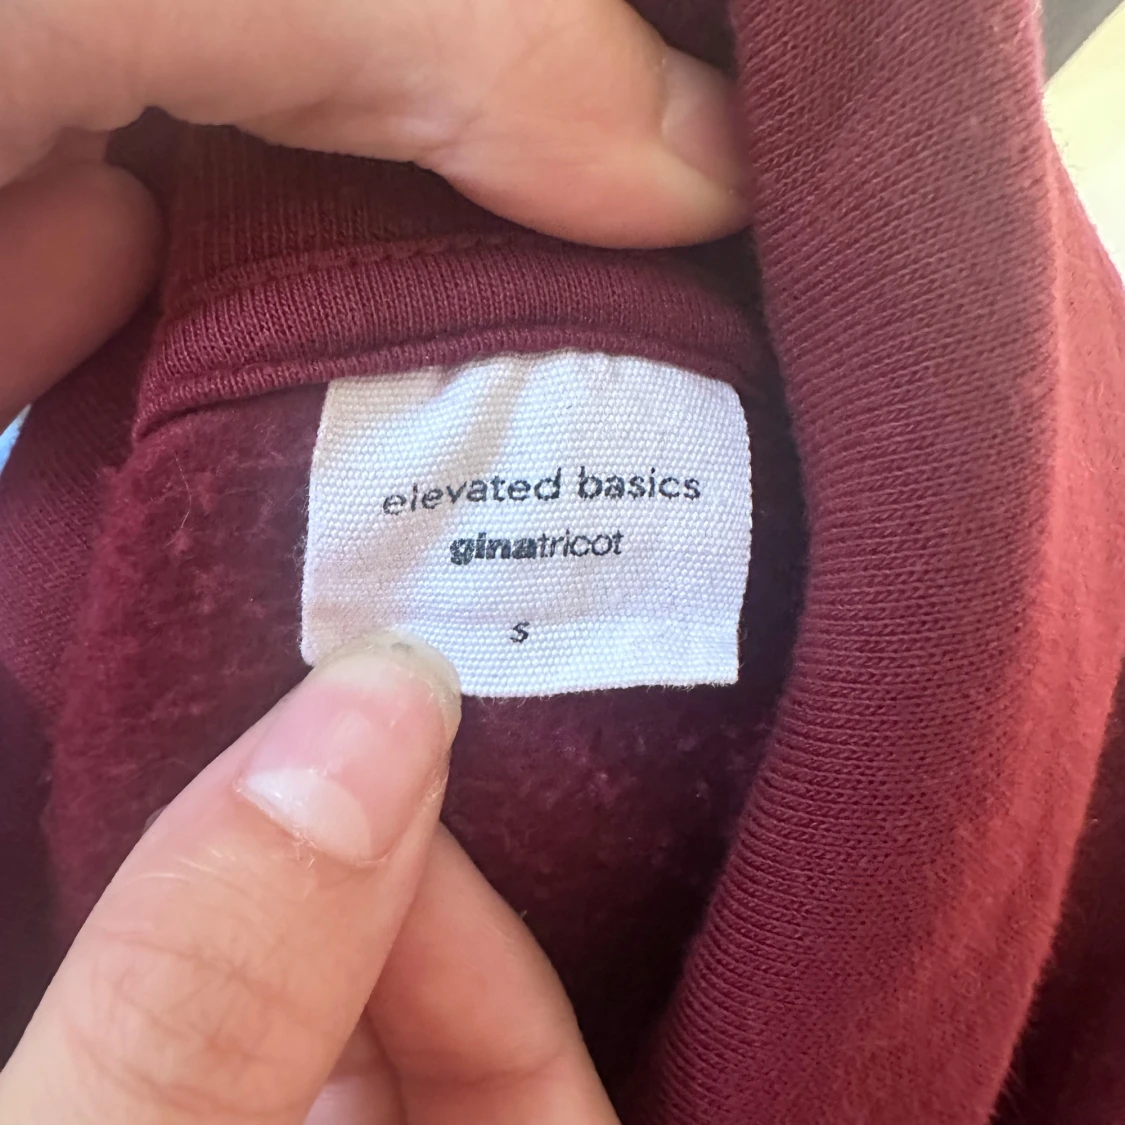 elevated basics
ginatricot
s